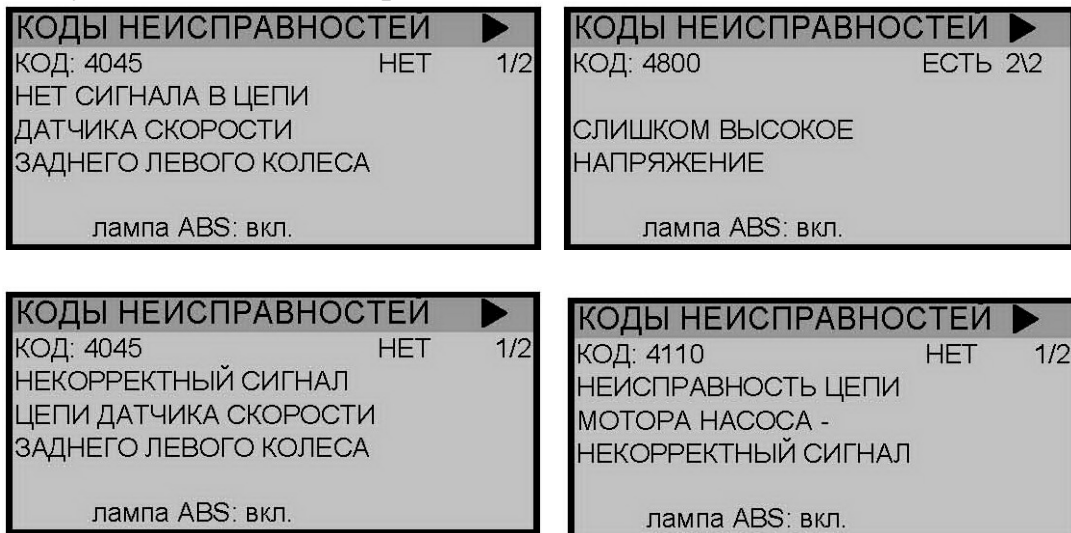 КОДЫ НЕИСПРАВНОСТЕЙ ▶
КОД: 4045 НЕТ 1/2
НЕТ СИГНАЛА В ЦЕПИ
ДАТЧИКА СКОРОСТИ
ЗАДНЕГО ЛЕВОГО КОЛЕСА
лампа ABS: вкл.
КОДЫ НЕИСПРАВНОСТЕЙ ▶
КОД: 4800 ЕСТЬ 2\2
СЛИШКОМ ВЫСОКОЕ
НАПРЯЖЕНИЕ
лампа ABS: вкл.
КОДЫ НЕИСПРАВНОСТЕЙ ▶
КОД: 4045 НЕТ 1/2
НЕКОРРЕКТНЫЙ СИГНАЛ
ЦЕПИ ДАТЧИКА СКОРОСТИ
ЗАДНЕГО ЛЕВОГО КОЛЕСА
лампа ABS: вкл.
КОДЫ НЕИСПРАВНОСТЕЙ ▶
КОД: 4110 НЕТ 1/2
НЕИСПРАВНОСТЬ ЦЕПИ
МОТОРА НАСОСА -
НЕКОРРЕКТНЫЙ СИГНАЛ
лампа ABS: вкл.